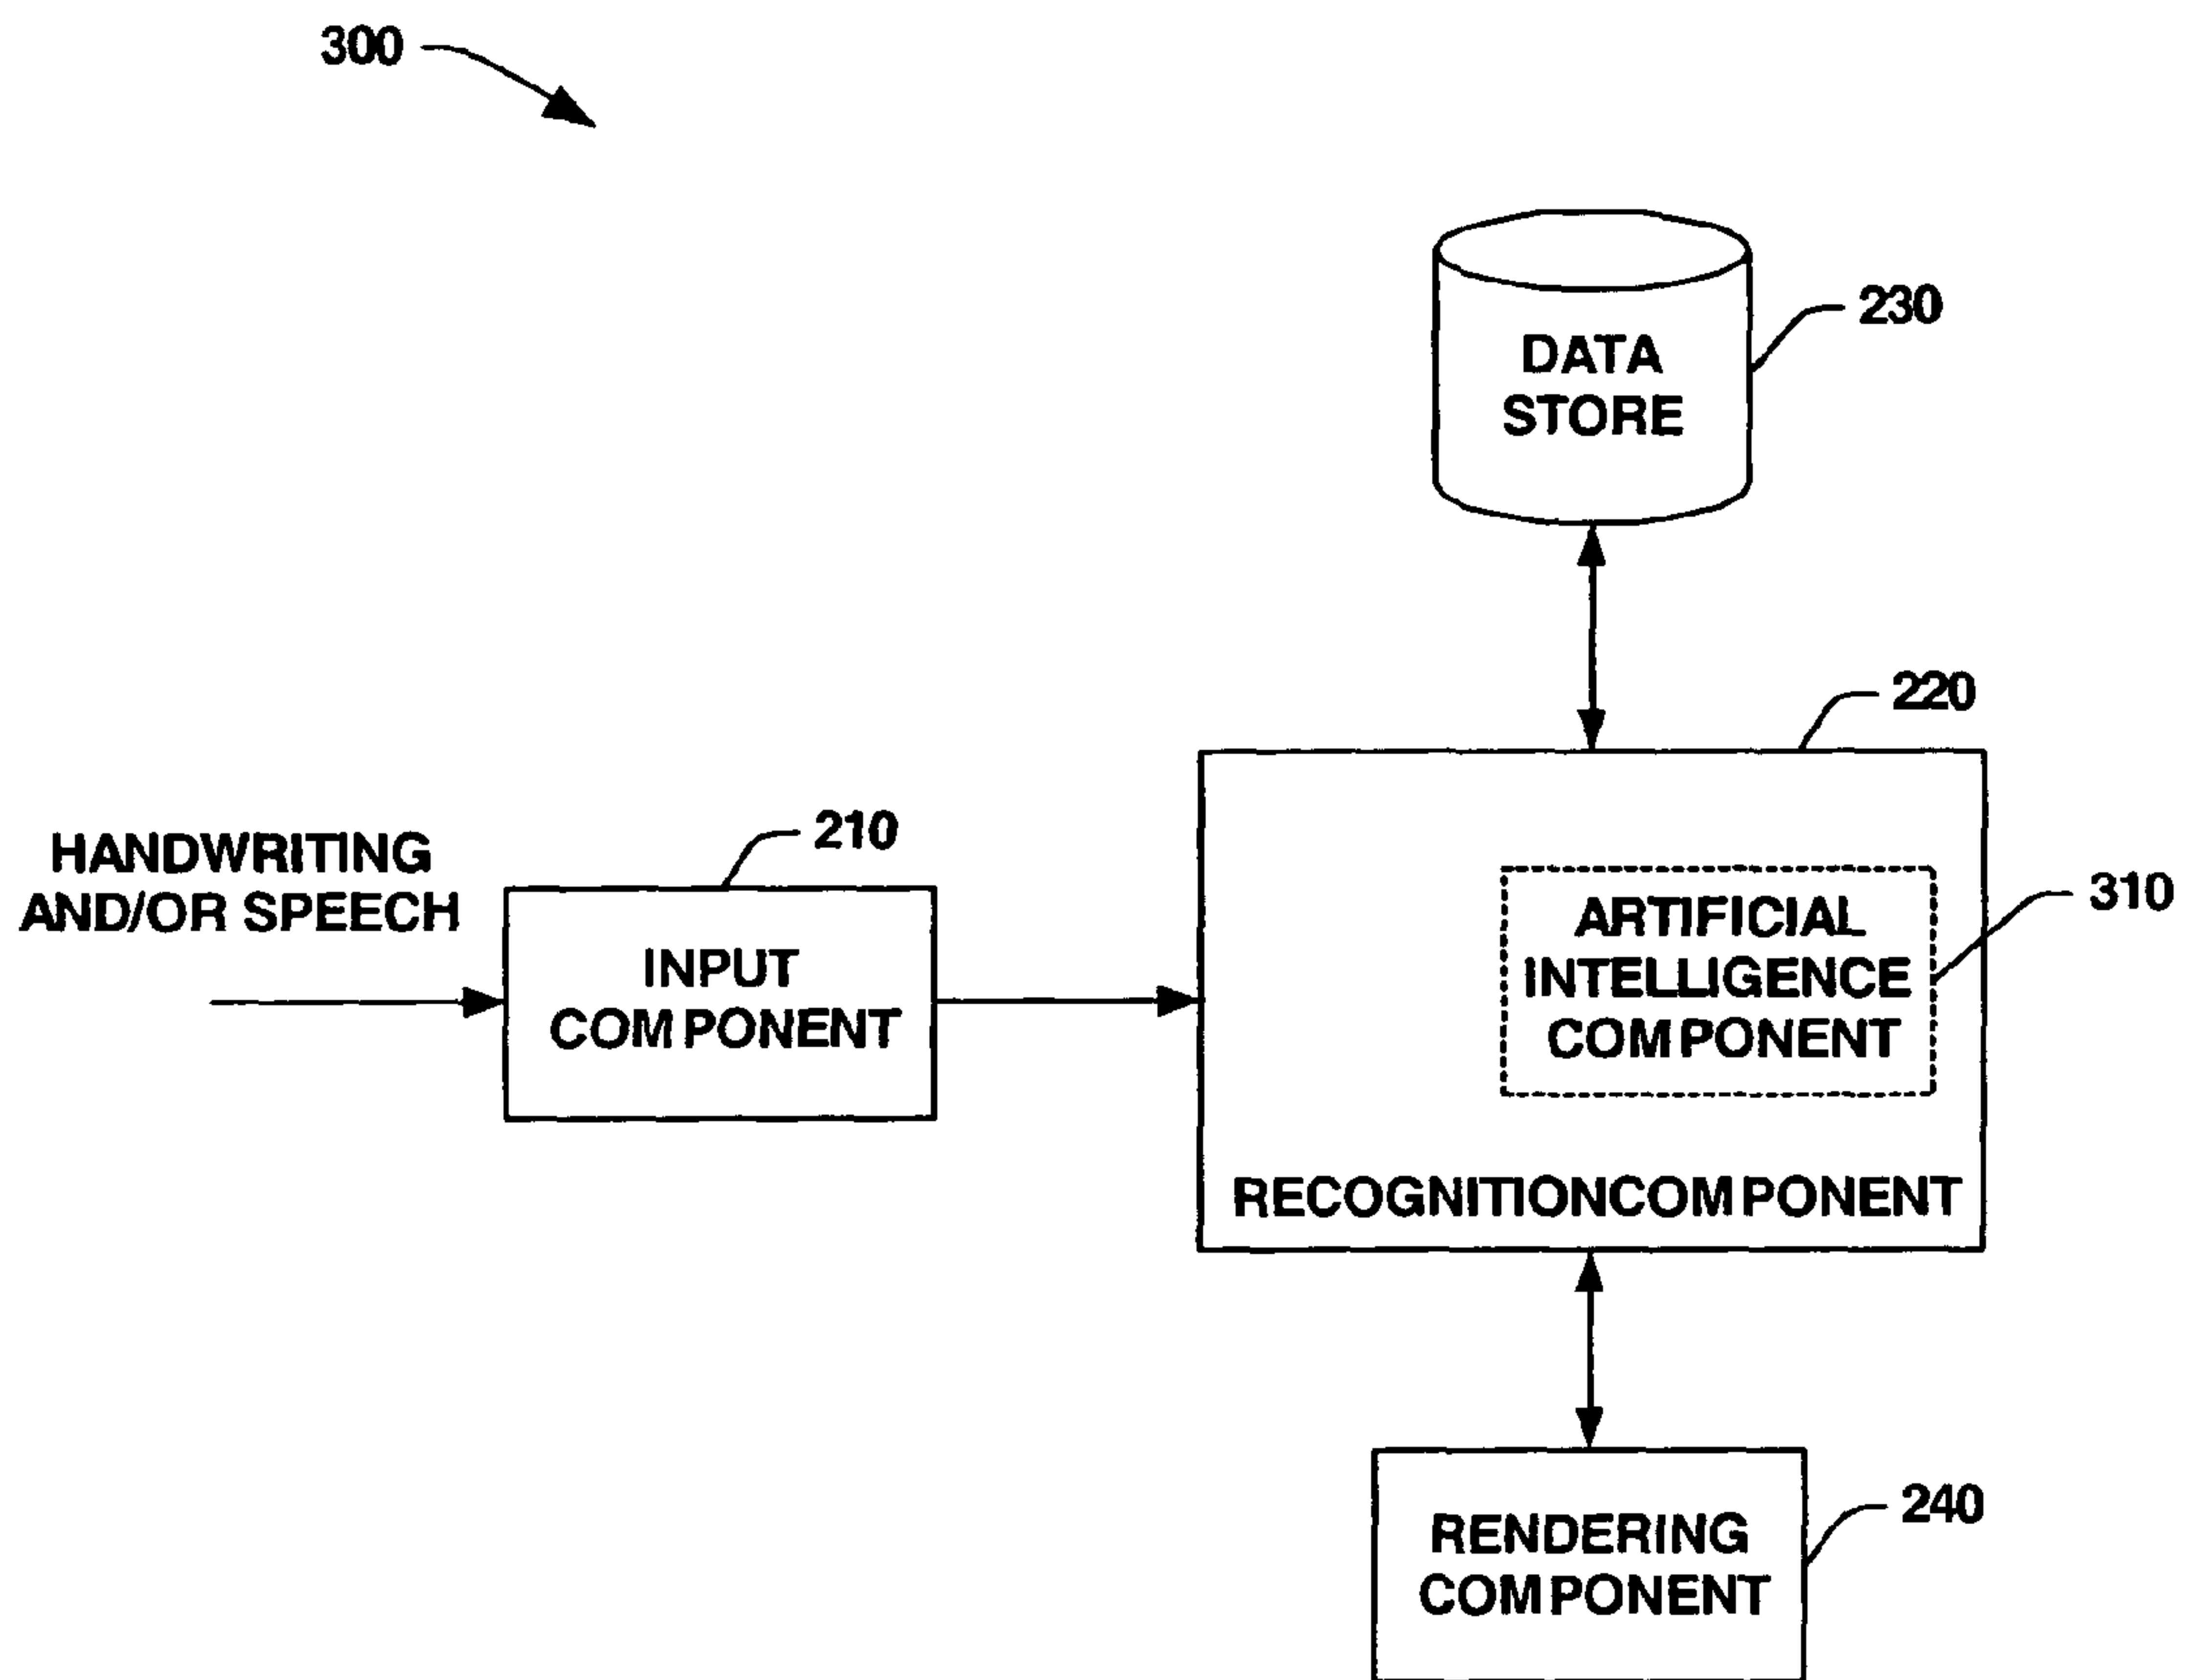 300
DATA
STORE
230
220
HANDWRITING
AND/OR SPEECH
210
INPUT
COMPONENT
ARTIFICIAL
INTELLIGENCE
COMPONENT
310
RECOGNITIONCOMPONENT
RENDERING
COMPONENT
240